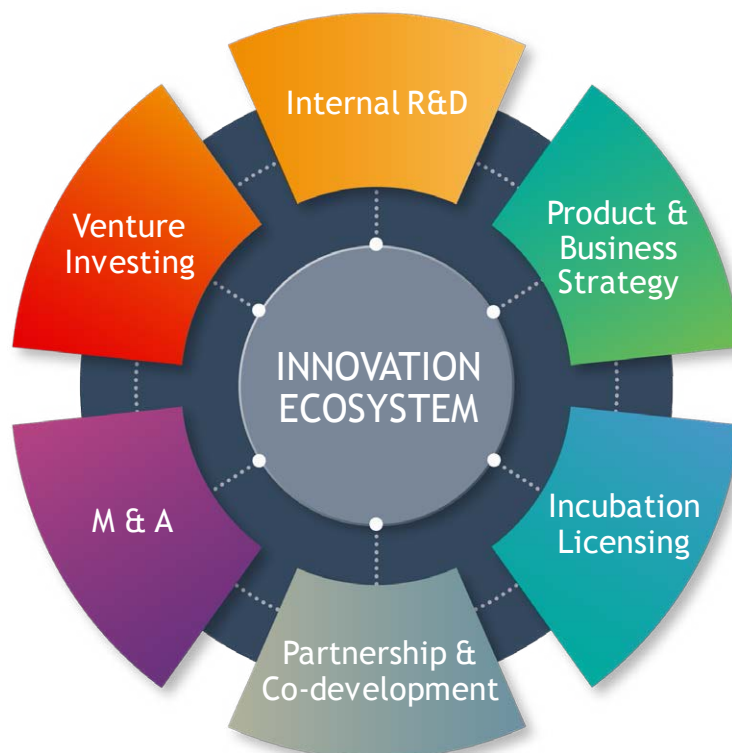 Internal R&D
Product &
Business
Strategy
Incubation
Licensing
Partnership &
Co-development
M & A
Venture
Investing
INNOVATION
ECOSYSTEM